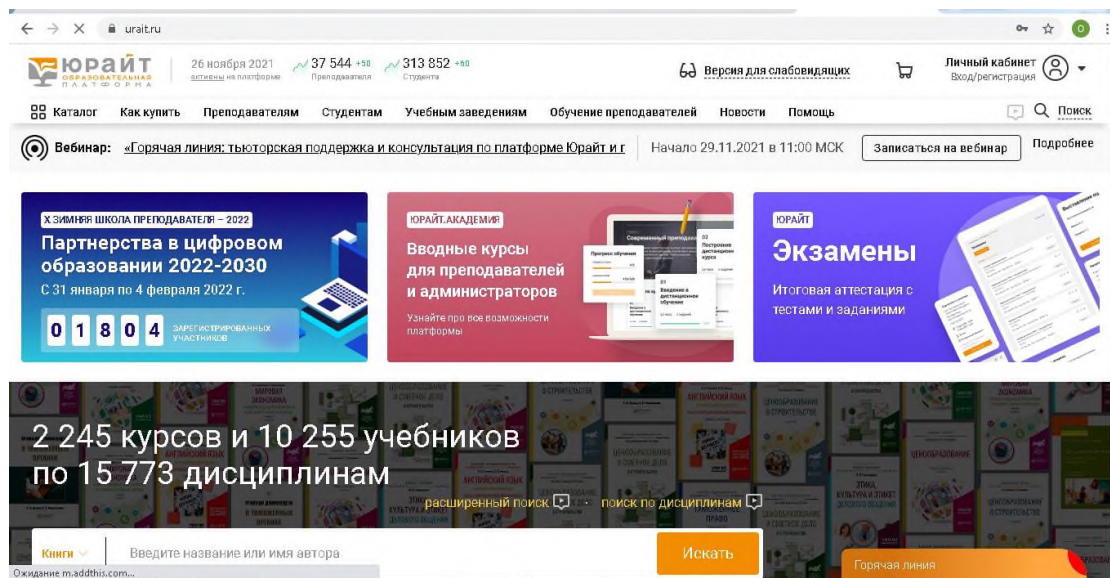 urait.ru
ЮРАЙТ
ОБРАЗОВАТЕЛЬНАЯ
ПЛАТФОРМА
26 ноября 2021
активны на платформе
37 544 +50
Преподавателя
313 852 +60
Студента
Версия для слабовидящих
Личный кабинет
Вход/регистрация
Каталог Как купить Преподавателям Студентам Учебным заведениям Обучение преподавателей Новости Помощь Поиск
Вебинар: «Горячая линия: тьюторская поддержка и консультация по платформе Юрайт и г Начало 29.11.2021 в 11:00 МСК Записаться на вебинар Подробнее
X ЗИМНЯЯ ШКОЛА ПРЕПОДАВАТЕЛЯ – 2022
Партнерства в цифровом
образовании 2022-2030
С 31 января по 4 февраля 2022 г.
0 1 8 0 4 ЗАРЕГИСТРИРОВАННЫХ
УЧАСТНИКОВ
ЮРАЙТ.АКАДЕМИЯ
Вводные курсы
для преподавателей
и администраторов
Узнайте про все возможности
платформы
ЮРАЙТ
Экзамены
Итоговая аттестация с
тестами и заданиями
2 245 курсов и 10 255 учебников
по 15 773 дисциплинам
расширенный поиск поиск по дисциплинам
Книги Введите название или имя автора Искать
Горячая линия
Ожидание m.addthis.com...